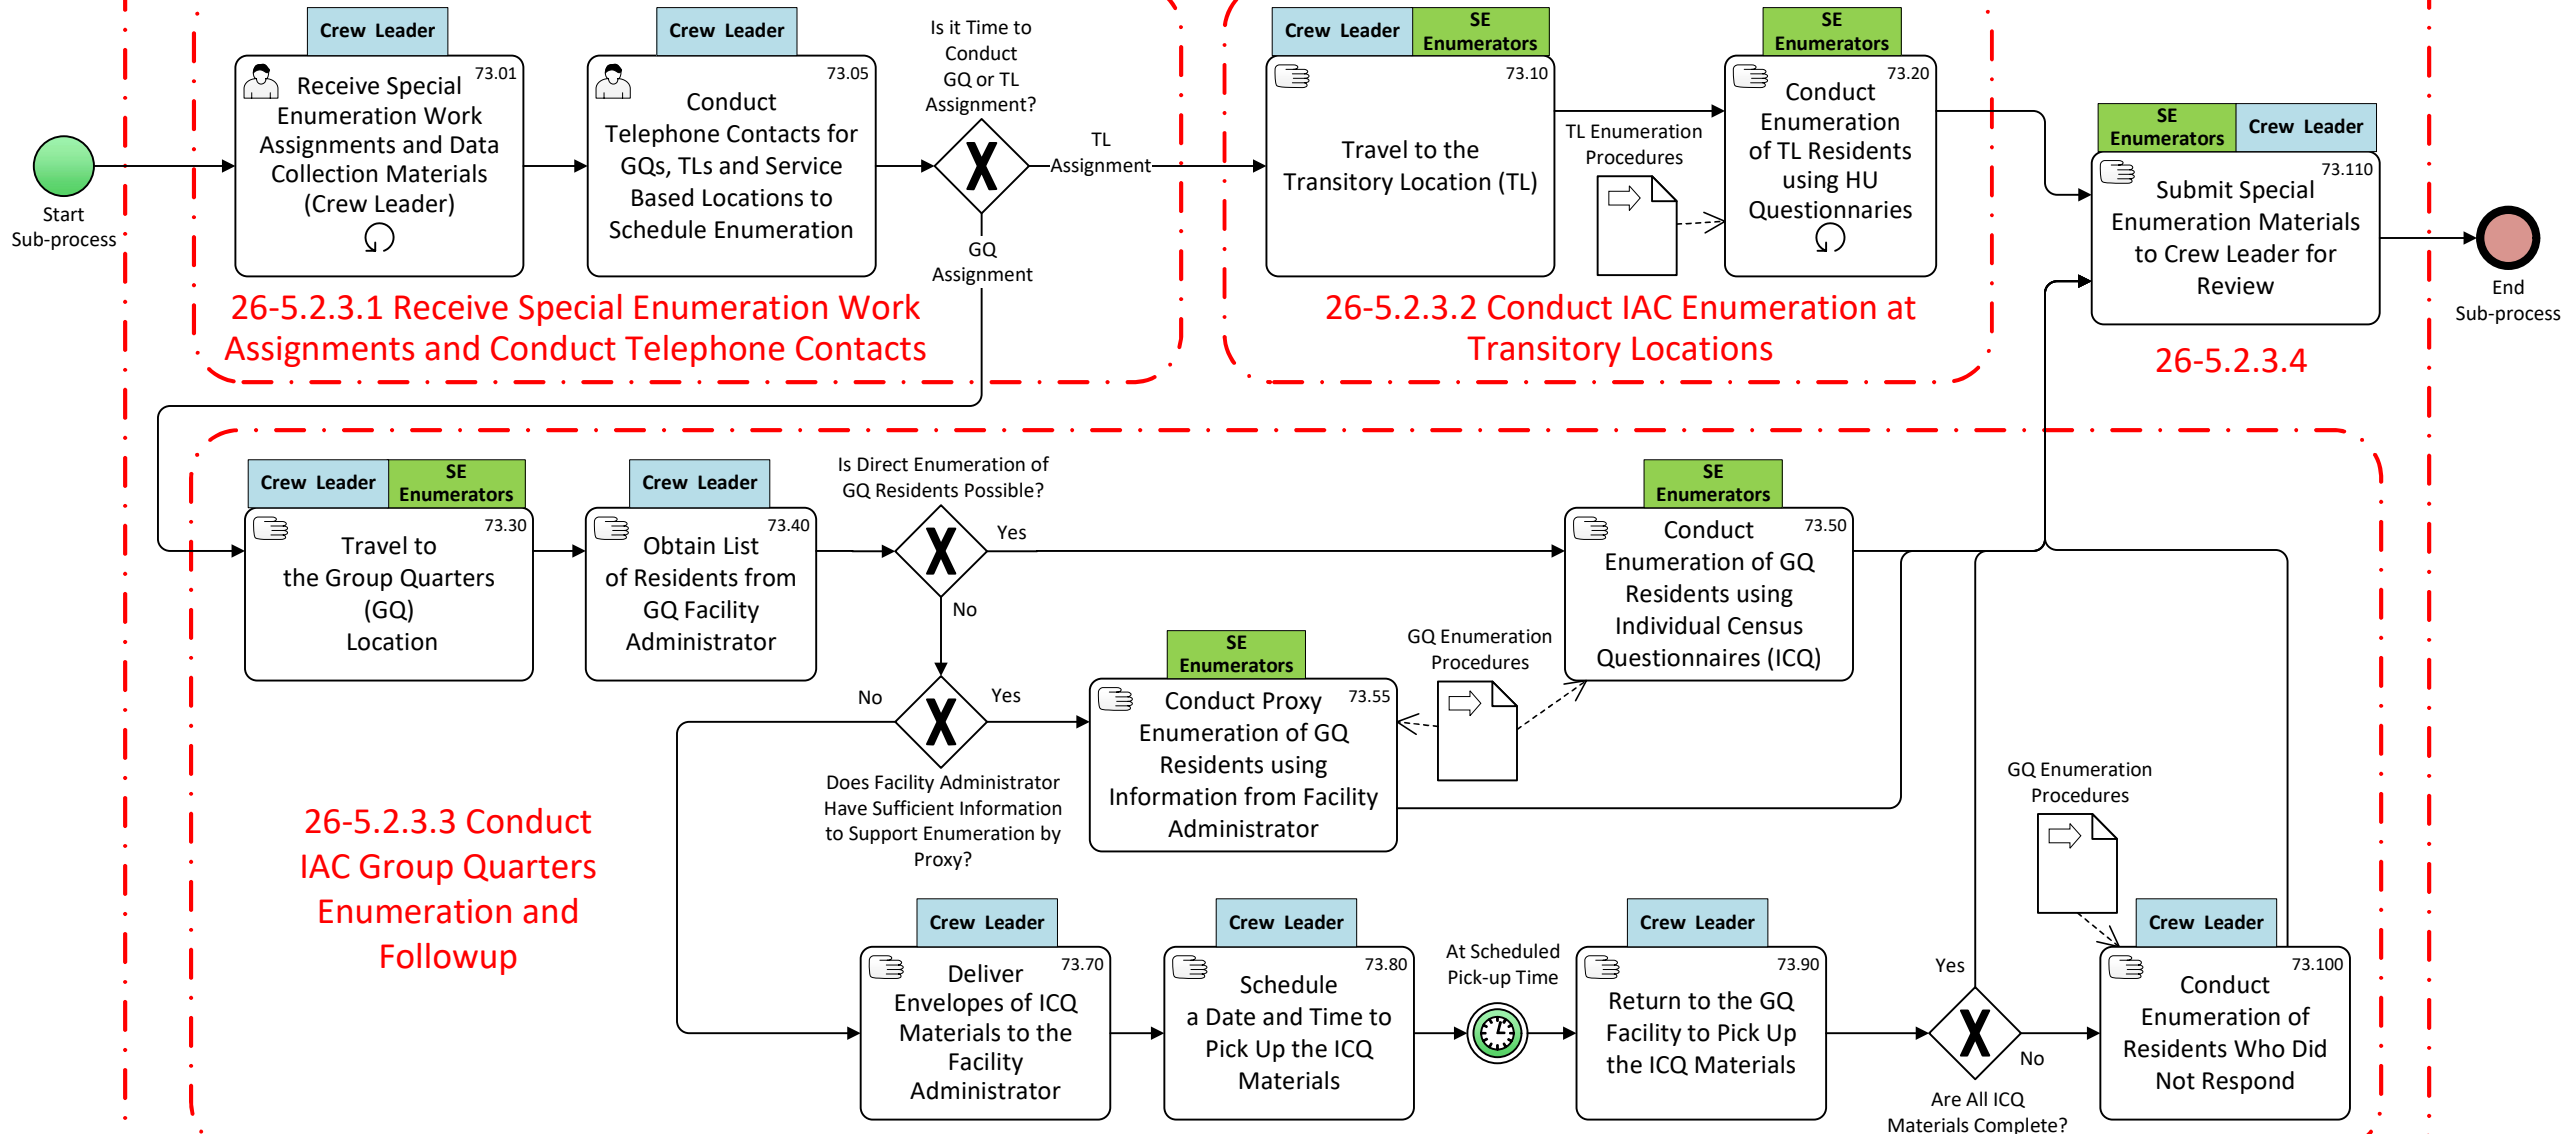 Start
Sub-process
Crew Leader
73.01
Receive Special
Enumeration Work
Assignments and Data
Collection Materials
(Crew Leader)
Crew Leader
73.05
Conduct
Telephone Contacts for
GQs, TLs and Service
Based Locations to
Schedule Enumeration
Is it Time to
Conduct
GQ or TL
Assignment?
TL
Assignment
GQ
Assignment
26-5.2.3.1 Receive Special Enumeration Work
Assignments and Conduct Telephone Contacts
Crew Leader
SE
Enumerators
73.10
Travel to the
Transitory Location (TL)
TL Enumeration
Procedures
SE
Enumerators
73.20
Conduct
Enumeration
of TL Residents
using HU
Questionnaries
26-5.2.3.2 Conduct IAC Enumeration at
Transitory Locations
SE
Enumerators
Crew Leader
73.110
Submit Special
Enumeration Materials
to Crew Leader for
Review
26-5.2.3.4
End
Sub-process
Crew Leader
SE
Enumerators
73.30
Travel to
the Group Quarters
(GQ)
Location
Crew Leader
73.40
Obtain List
of Residents from
GQ Facility
Administrator
Is Direct Enumeration of
GQ Residents Possible?
Yes
No
SE
Enumerators
73.50
Conduct
Enumeration of GQ
Residents using
Individual Census
Questionnaires (ICQ)
No
Yes
Does Facility Administrator
Have Sufficient Information
to Support Enumeration by
Proxy?
SE
Enumerators
73.55
Conduct Proxy
Enumeration of GQ
Residents using
Information from Facility
Administrator
GQ Enumeration
Procedures
26-5.2.3.3 Conduct
IAC Group Quarters
Enumeration and
Followup
Crew Leader
73.70
Deliver
Envelopes of ICQ
Materials to the
Facility
Administrator
Crew Leader
73.80
Schedule
a Date and Time to
Pick Up the ICQ
Materials
At Scheduled
Pick-up Time
Crew Leader
73.90
Return to the GQ
Facility to Pick Up
the ICQ Materials
Yes
No
Are All ICQ
Materials Complete?
GQ Enumeration
Procedures
Crew Leader
73.100
Conduct
Enumeration of
Residents Who Did
Not Respond